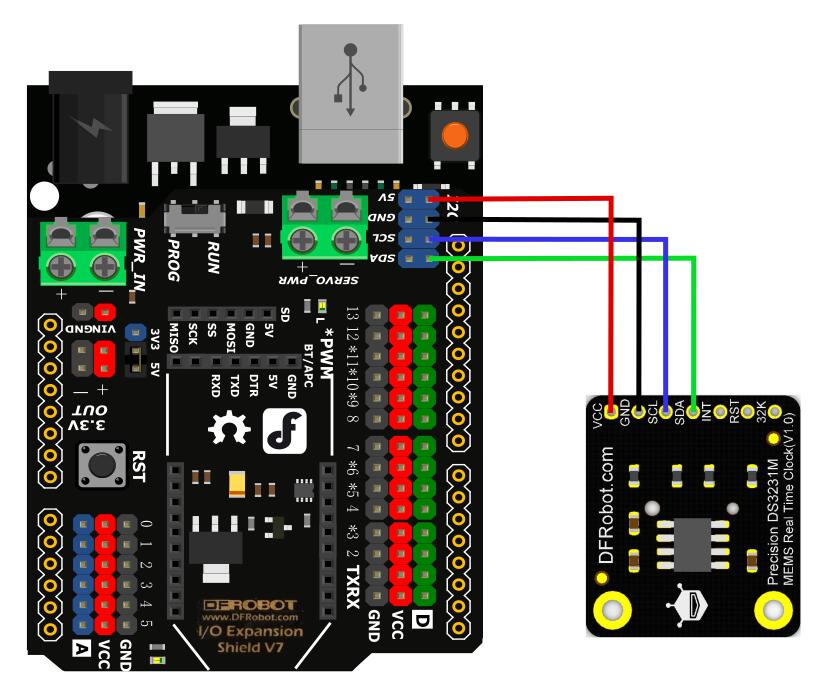 5V
GND
SCL
SDA
I2C
PWR_IN
+
—
PROG
RUN
+
—
SERVO_PWR
VINGND
3V3
5V
—
+
3.3V
OUT
RST
MISO
SCK
SS
MOSI
GND
5V
SD
L
*PWM
BT/APC
RXD
TXD
DTR
5V
GND
13
12
*11
*10
*9
8
7
*6
*5
4
*3
2
TXRX
GND
VCC
D
0
1
2
3
4
5
A
VCC
GND
DFROBOT
www.DFRobot.com
I/O Expansion
Shield V7
VCC
GND
SCL
SDA
INT
RST
32K
DFRobot.com
Precision DS3231M
MEMS Real Time Clock(V1.0)